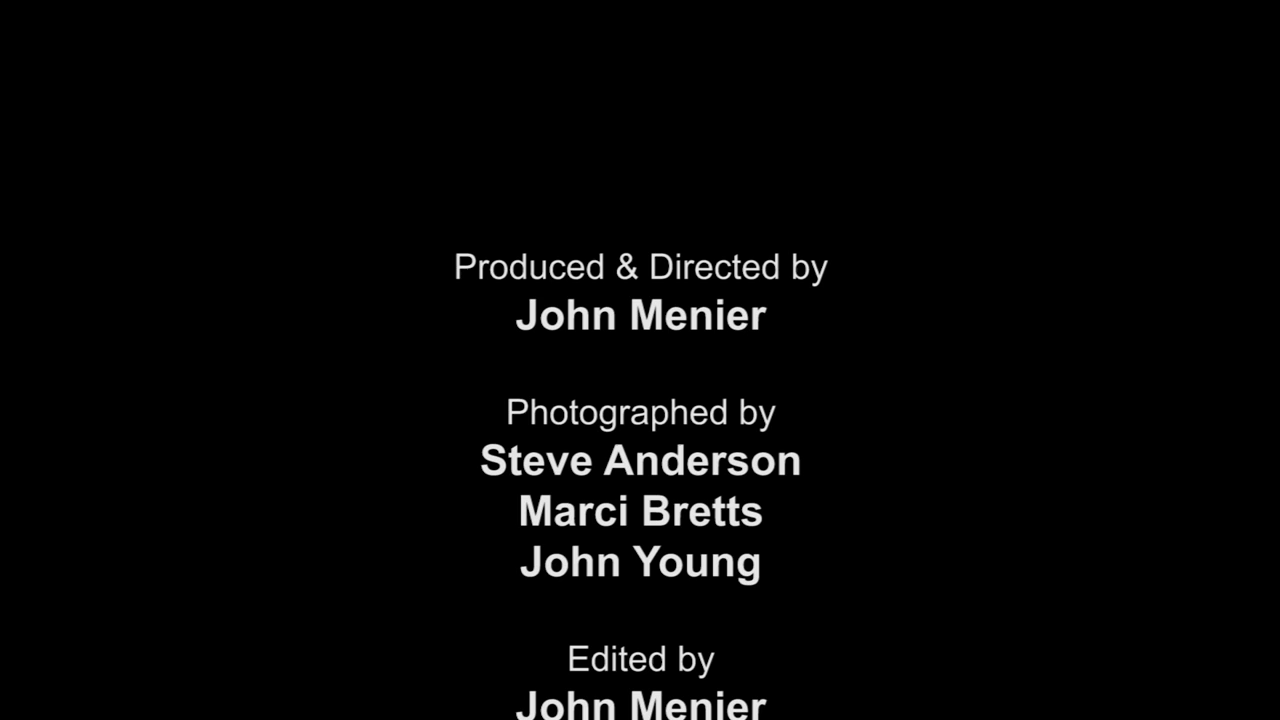 Produced & Directed by
John Menier
Photographed by
Steve Anderson
Marci Bretts
John Young
Edited by
John Menier